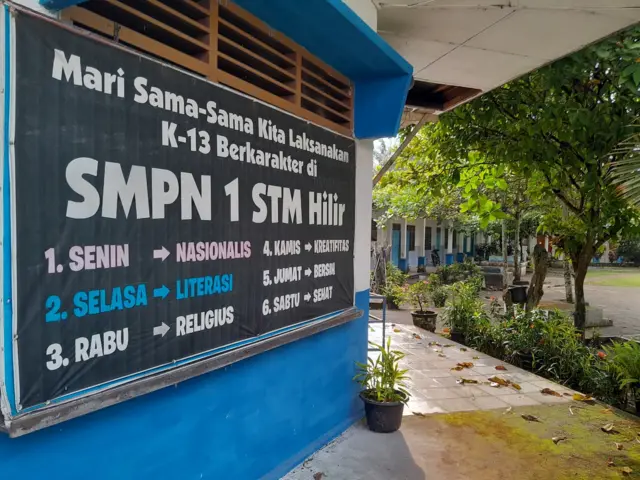 Mari Sama-Sama Kita Laksanakan
K-13 Berkarakter di
SMPN 1 STM Hilir
1. SENIN → NASIONALIS
2. SELASA → LITERASI
3. RABU → RELIGIUS
4. KAMIS → KREATIFITAS
5. JUMAT → BERSIH
6. SABTU → SEHAT